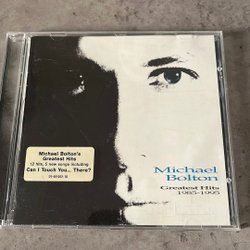 Michael
Bolton
Greatest Hits
1985-1995
Michael Bolton's
Greatest Hits
12 hits, 5 new songs including
Can I Touch You... There?